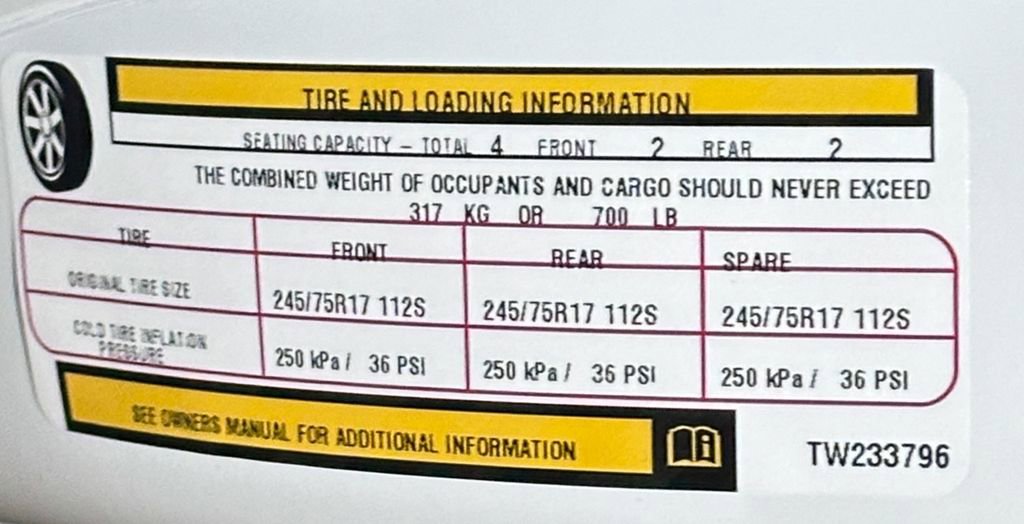 TIRE AND LOADING INFORMATION
SEATING CAPACITY – TOTAL 4 FRONT 2 REAR 2
THE COMBINED WEIGHT OF OCCUPANTS AND CARGO SHOULD NEVER EXCEED
317 KG OR 700 LB
TIRE FRONT REAR SPARE
ORIGINAL TIRE SIZE 245/75R17 112S 245/75R17 112S 245/75R17 112S
COLD TIRE INFLATION
PRESSURE 250 kPa / 36 PSI 250 kPa / 36 PSI 250 kPa / 36 PSI
SEE OWNERS MANUAL FOR ADDITIONAL INFORMATION
TW233796